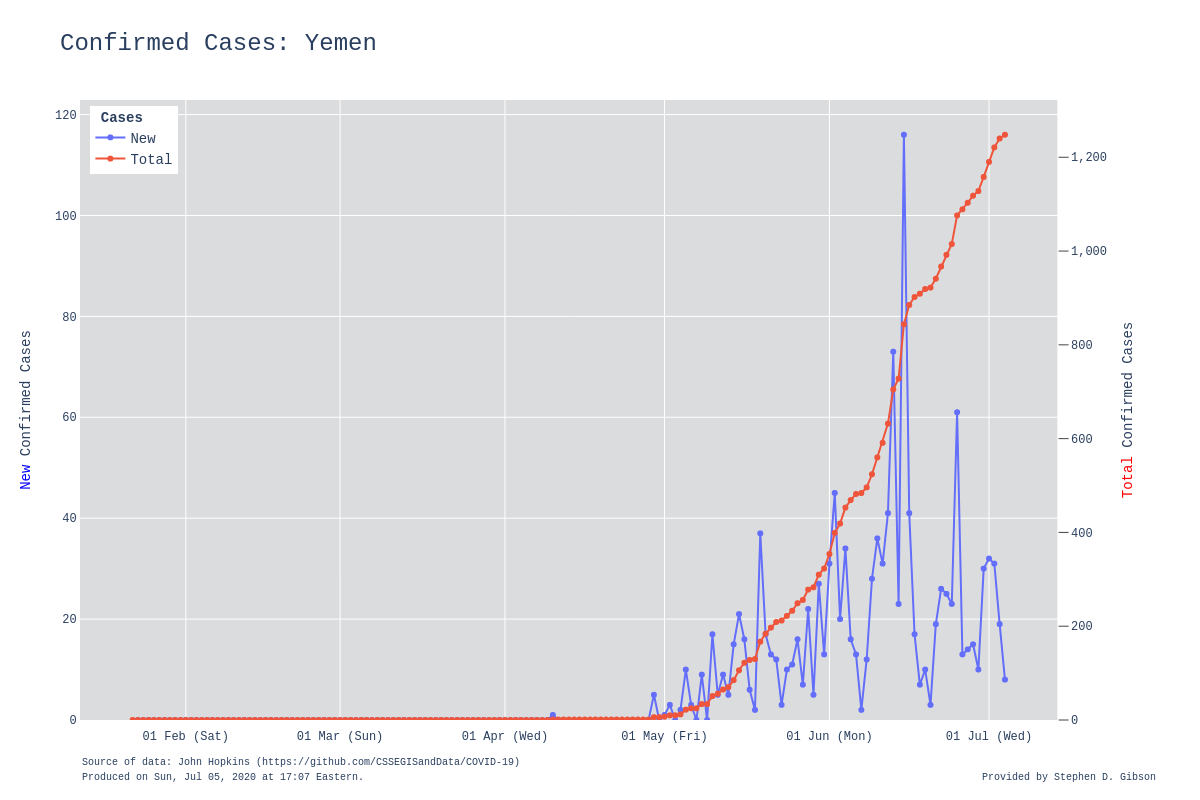 Confirmed Cases: Yemen
Cases
New
Total
120
100
80
60
40
20
0
1,200
1,000
800
600
400
200
0
New Confirmed Cases
Total Confirmed Cases
01 Feb (Sat)
01 Mar (Sun)
01 Apr (Wed)
01 May (Fri)
01 Jun (Mon)
01 Jul (Wed)
Source of data: John Hopkins (https://github.com/CSSEGISandData/COVID-19)
Produced on Sun, Jul 05, 2020 at 17:07 Eastern.
Provided by Stephen D. Gibson